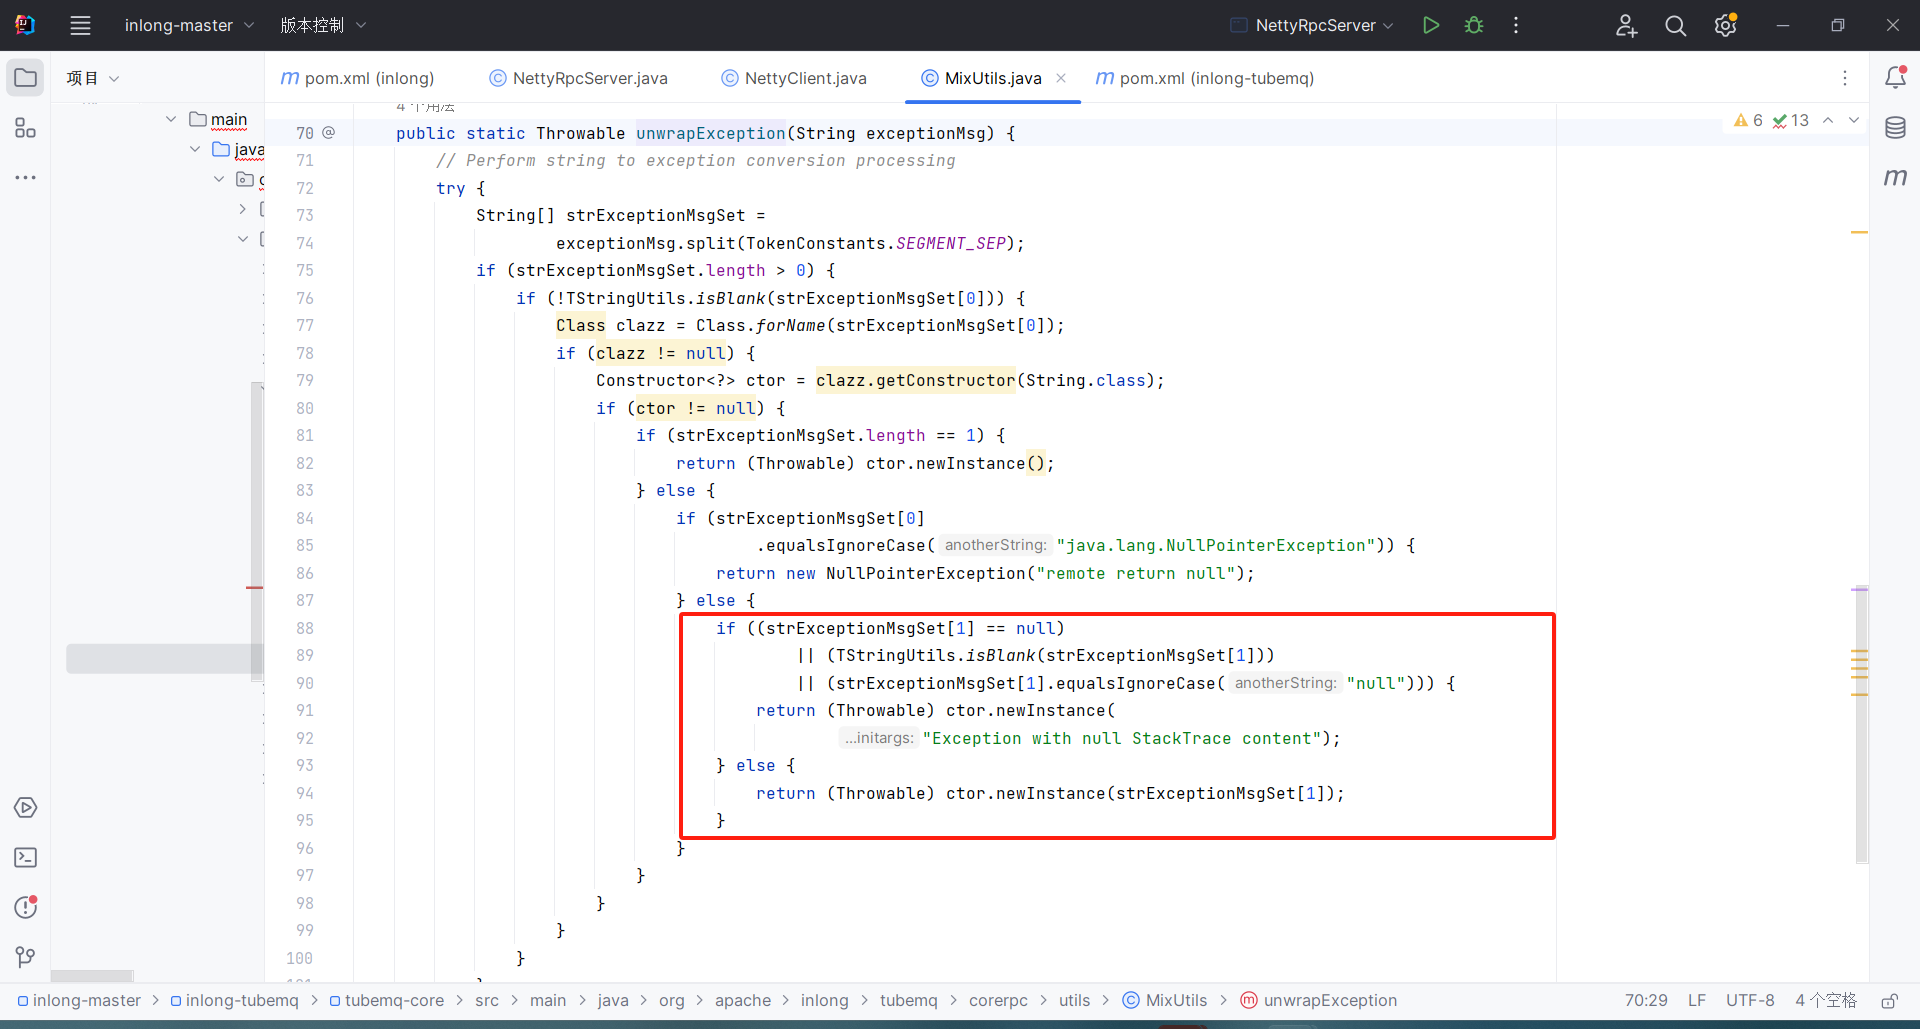 inlong-master
版本控制
NettyRpcServer
项目
pom.xml (inlong)
NettyRpcServer.java
NettyClient.java
MixUtils.java
pom.xml (inlong-tubemq)
main
java
4 个用法
6
13
70 public static Throwable unwrapException(String exceptionMsg) {
71 // Perform string to exception conversion processing
72 try {
73 String[] strExceptionMsgSet =
74 exceptionMsg.split(TokenConstants.SEGMENT_SEP);
75 if (strExceptionMsgSet.length > 0) {
76 if (!TStringUtils.isBlank(strExceptionMsgSet[0])) {
77 Class clazz = Class.forName(strExceptionMsgSet[0]);
78 if (clazz != null) {
79 Constructor<?> ctor = clazz.getConstructor(String.class);
80 if (ctor != null) {
81 if (strExceptionMsgSet.length == 1) {
82 return (Throwable) ctor.newInstance();
83 } else {
84 if (strExceptionMsgSet[0]
85 .equalsIgnoreCase( anotherString: "java.lang.NullPointerException")) {
86 return new NullPointerException("remote return null");
87 } else {
88 if ((strExceptionMsgSet[1] == null)
89 || (TStringUtils.isBlank(strExceptionMsgSet[1]))
90 || (strExceptionMsgSet[1].equalsIgnoreCase( anotherString: "null"))) {
91 return (Throwable) ctor.newInstance(
92 ...initargs: "Exception with null StackTrace content");
93 } else {
94 return (Throwable) ctor.newInstance(strExceptionMsgSet[1]);
95 }
96 }
97 }
98 }
99 }
100 }
inlong-master > inlong-tubemq > tubemq-core > src > main > java > org > apache > inlong > tubemq > corerpc > utils > MixUtils > unwrapException
70:29 LF UTF-8 4 个空格